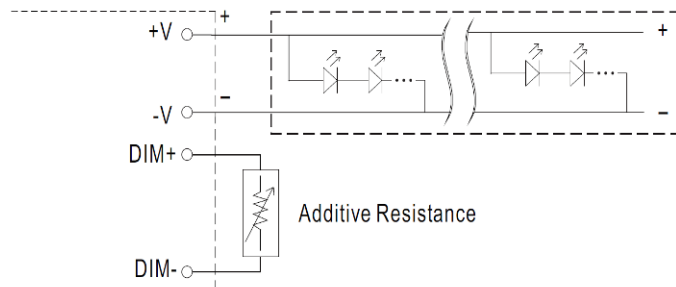 +V
+
+
-V
−
−
DIM+
Additive Resistance
DIM-